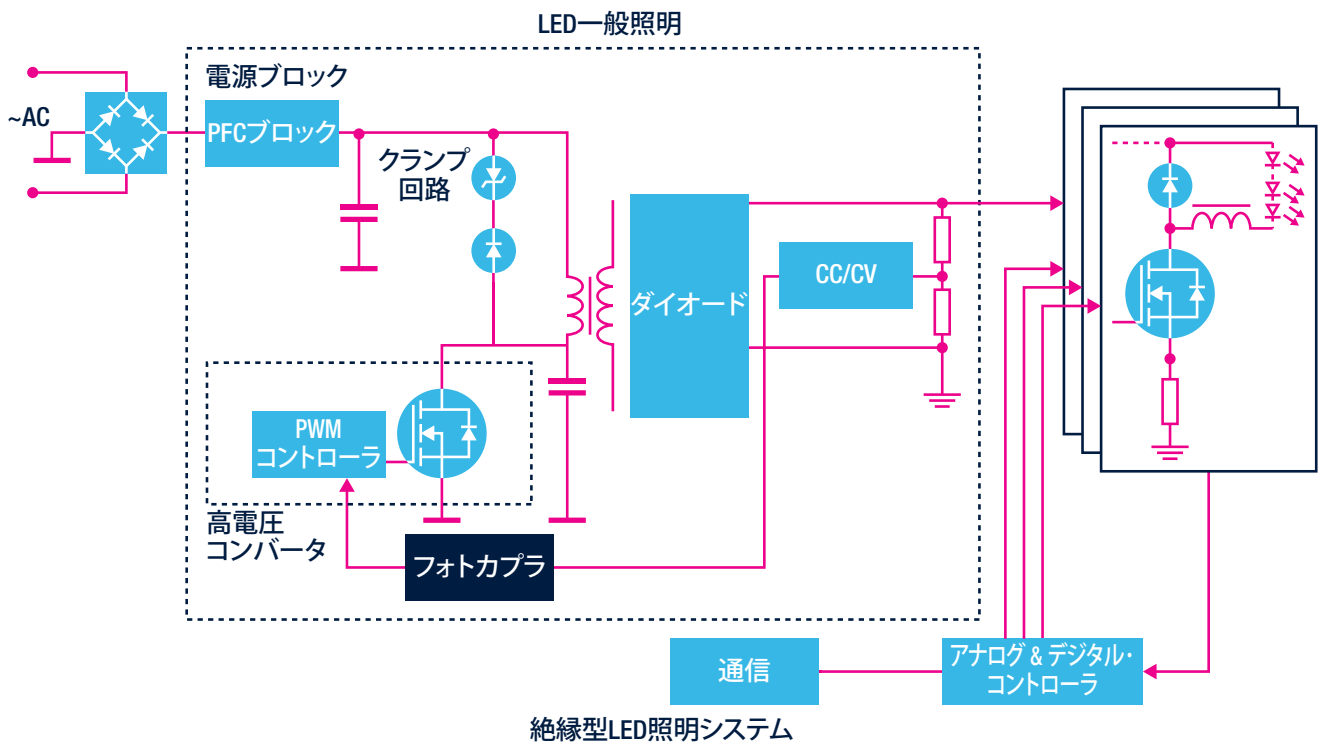 LED一般照明
電源ブロック
~AC
PFCブロック
クランプ
回路
ダイオード
CC/CV
PWM
コントローラ
高電圧
コンバータ
フォトカプラ
通信
アナログ & デジタル・
コントローラ
絶縁型LED照明システム